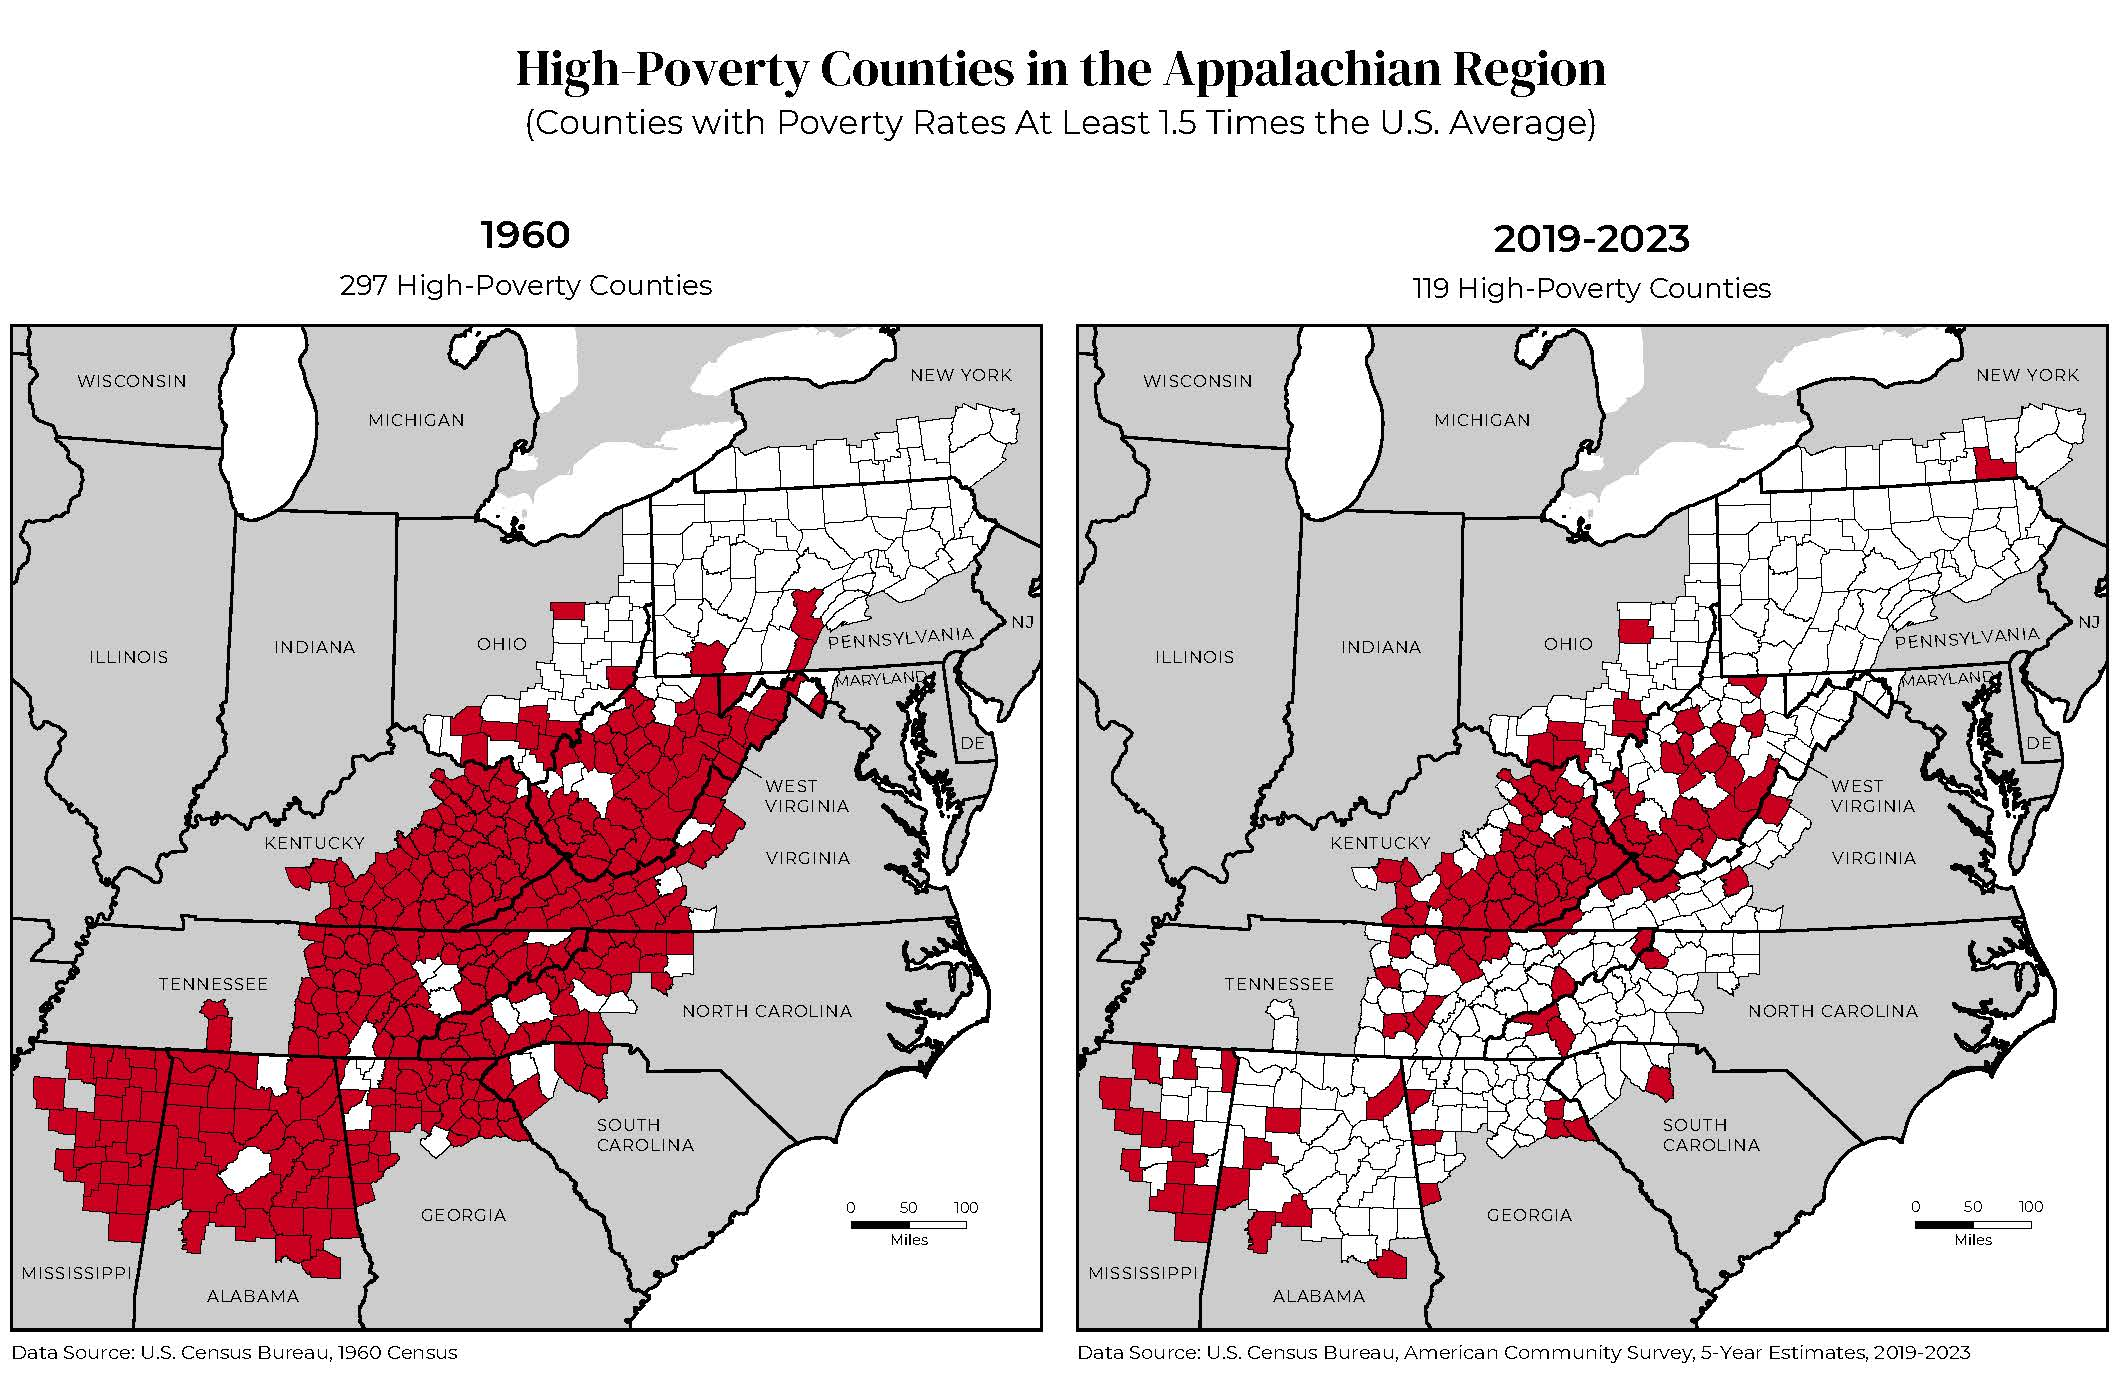 High-Poverty Counties in the Appalachian Region
(Counties with Poverty Rates At Least 1.5 Times the U.S. Average)
1960
297 High-Poverty Counties
WISCONSIN
MICHIGAN
NEW YORK
ILLINOIS
INDIANA
OHIO
PENNSYLVANIA
NJ
MARYLAND
DE
WEST
VIRGINIA
KENTUCKY
VIRGINIA
TENNESSEE
NORTH CAROLINA
SOUTH
CAROLINA
GEORGIA
MISSISSIPPI
ALABAMA
0 50 100
Miles
Data Source: U.S. Census Bureau, 1960 Census
2019-2023
119 High-Poverty Counties
WISCONSIN
MICHIGAN
NEW YORK
ILLINOIS
INDIANA
OHIO
PENNSYLVANIA
NJ
MARYLAND
DE
WEST
VIRGINIA
KENTUCKY
VIRGINIA
TENNESSEE
NORTH CAROLINA
SOUTH
CAROLINA
GEORGIA
MISSISSIPPI
ALABAMA
0 50 100
Miles
Data Source: U.S. Census Bureau, American Community Survey, 5-Year Estimates, 2019-2023